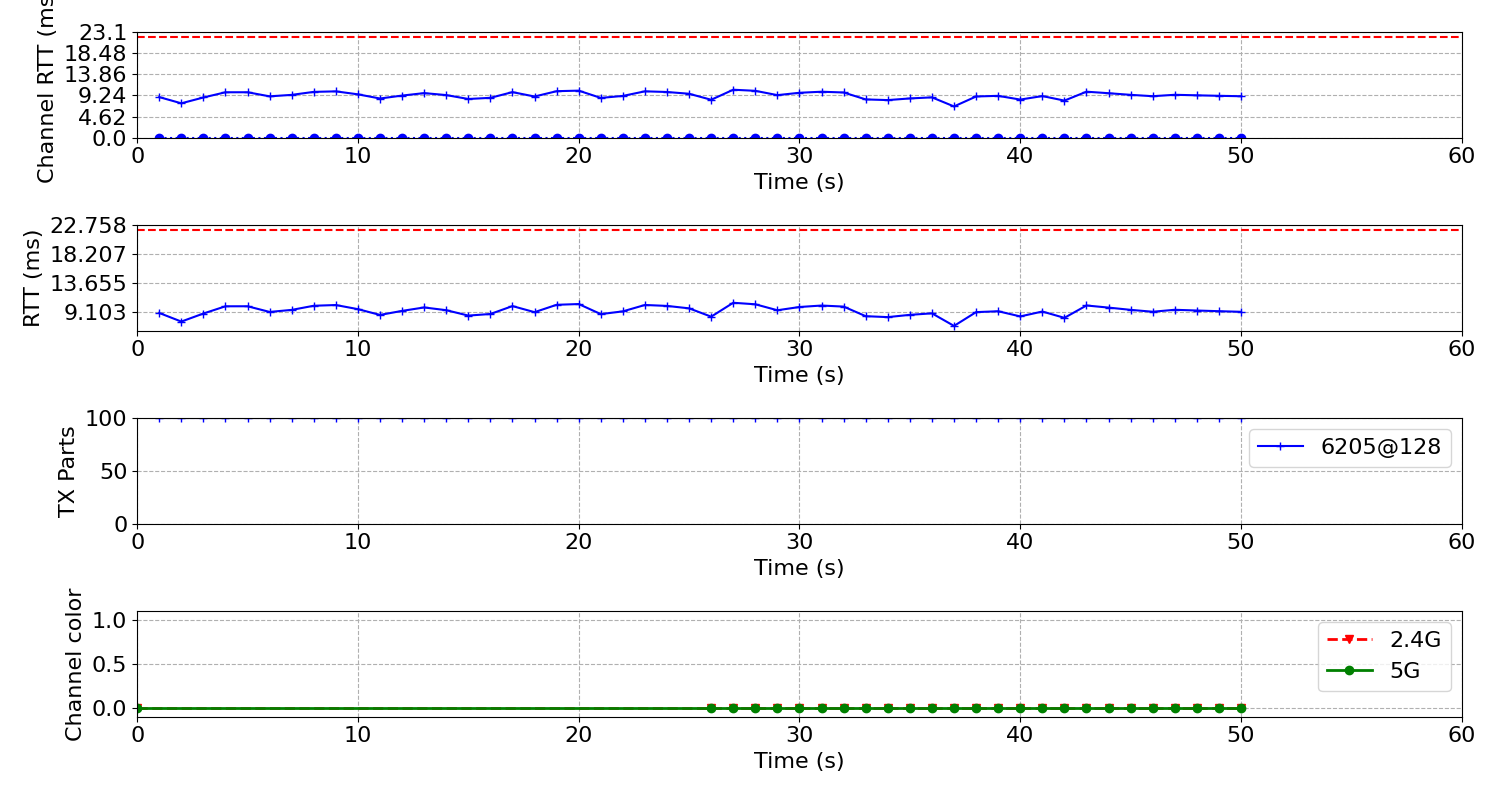 Channel RTT (ms
23.1
18.48
13.86
9.24
4.62
0.0
0 10 20 30 40 50 60
Time (s)
RTT (ms)
22.758
18.207
13.655
9.103
0 10 20 30 40 50 60
Time (s)
TX Parts
100
50
0
6205@128
0 10 20 30 40 50 60
Time (s)
Channel color
1.0
0.5
0.0
2.4G
5G
0 10 20 30 40 50 60
Time (s)